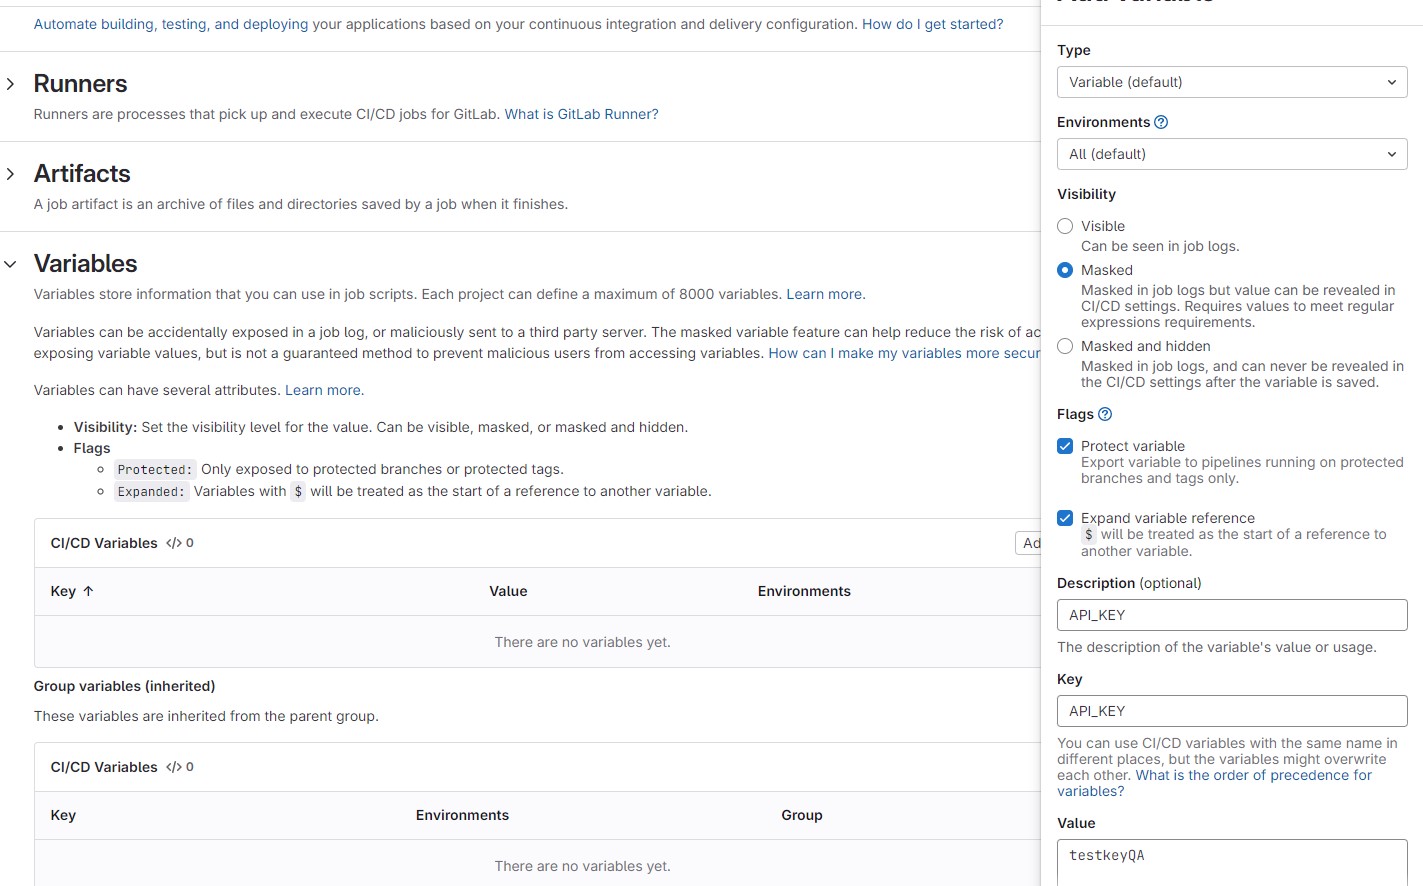 Automate building, testing, and deploying your applications based on your continuous integration and delivery configuration. How do I get started?
Runners
Runners are processes that pick up and execute CI/CD jobs for GitLab. What is GitLab Runner?
Artifacts
A job artifact is an archive of files and directories saved by a job when it finishes.
Variables
Variables store information that you can use in job scripts. Each project can define a maximum of 8000 variables. Learn more.
Variables can be accidentally exposed in a job log, or maliciously sent to a third party server. The masked variable feature can help reduce the risk of ac
exposing variable values, but is not a guaranteed method to prevent malicious users from accessing variables. How can I make my variables more secur
Variables can have several attributes. Learn more.
Visibility: Set the visibility level for the value. Can be visible, masked, or masked and hidden.
Flags
Protected: Only exposed to protected branches or protected tags.
Expanded: Variables with $ will be treated as the start of a reference to another variable.
CI/CD Variables </> 0
Ad
Key ↑ Value Environments
There are no variables yet.
Group variables (inherited)
These variables are inherited from the parent group.
CI/CD Variables </> 0
Key Environments Group
There are no variables yet.
Type
Variable (default)
Environments
All (default)
Visibility
Visible
Can be seen in job logs.
Masked
Masked in job logs but value can be revealed in
CI/CD settings. Requires values to meet regular
expressions requirements.
Masked and hidden
Masked in job logs, and can never be revealed in
the CI/CD settings after the variable is saved.
Flags
Protect variable
Export variable to pipelines running on protected
branches and tags only.
Expand variable reference
$ will be treated as the start of a reference to
another variable.
Description (optional)
API_KEY
The description of the variable's value or usage.
Key
API_KEY
You can use CI/CD variables with the same name in
different places, but the variables might overwrite
each other. What is the order of precedence for
variables?
Value
testkeyQA